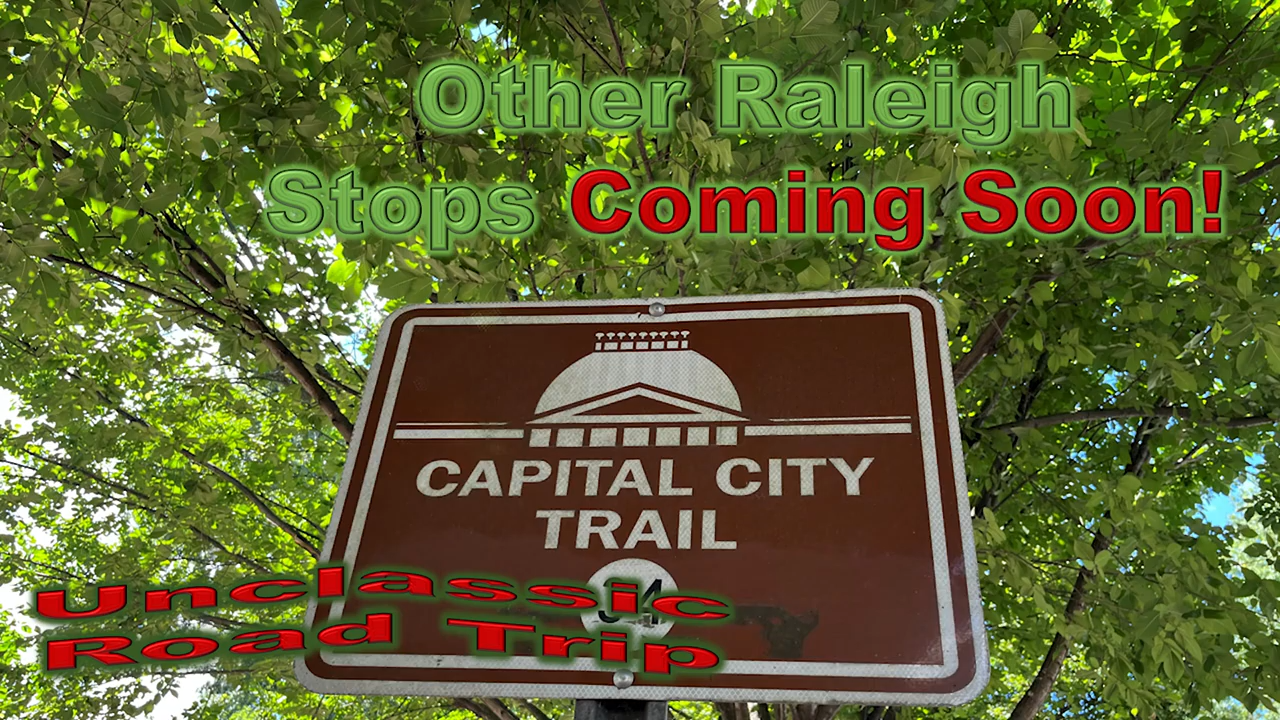 Other Raleigh
Stops Coming Soon!
CAPITAL CITY
TRAIL
Unclassic
Road Trip